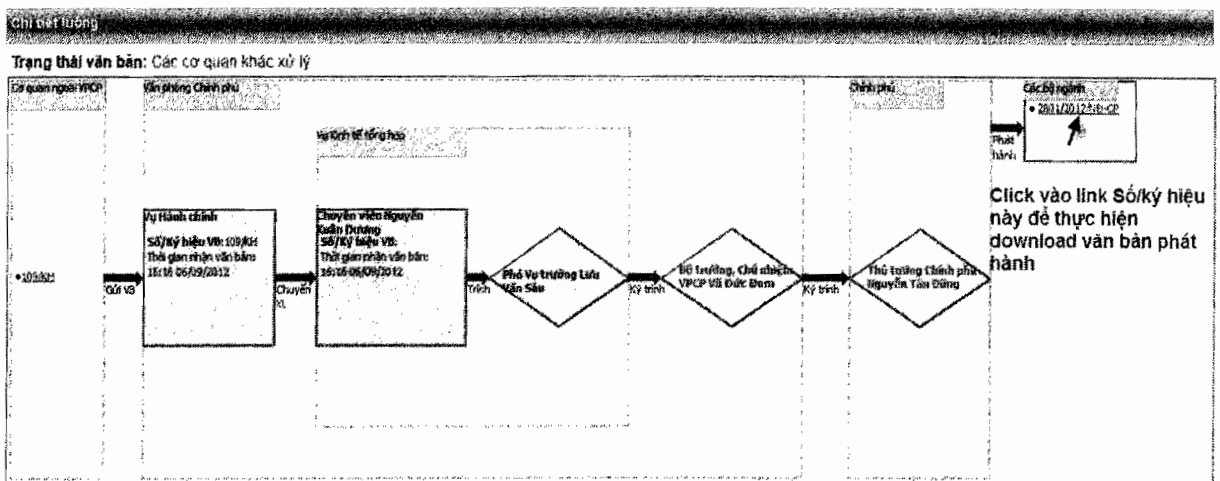 Chi tiết luồng
Trạng thái văn bản: Các cơ quan khác xử lý
Cơ quan ngoài VPCP
Văn phòng Chính phủ
Vụ Kinh tế tổng hợp
Chính phủ
Các bộ ngành
Phát
hành
Click vào link Số/ký hiệu
này để thực hiện
download văn bản phát
hành
109/KH
Gửi VB
Vụ Hành chính
Số/Ký hiệu VB: 109/KH
Thời gian nhận văn bản:
16:16 06/09/2012
Chuyển
XL
Chuyên viên Nguyễn
Xuân Dương
Số/Ký hiệu VB:
Thời gian nhận văn bản:
16:16 06/09/2012
Trình
Phó Vụ trưởng Lưu
Văn Sáu
Ký trình
Bộ trưởng, Chủ nhiệm
VPCP Vũ Đức Đam
Ký trình
Thủ tướng Chính phủ
Nguyễn Tấn Dũng